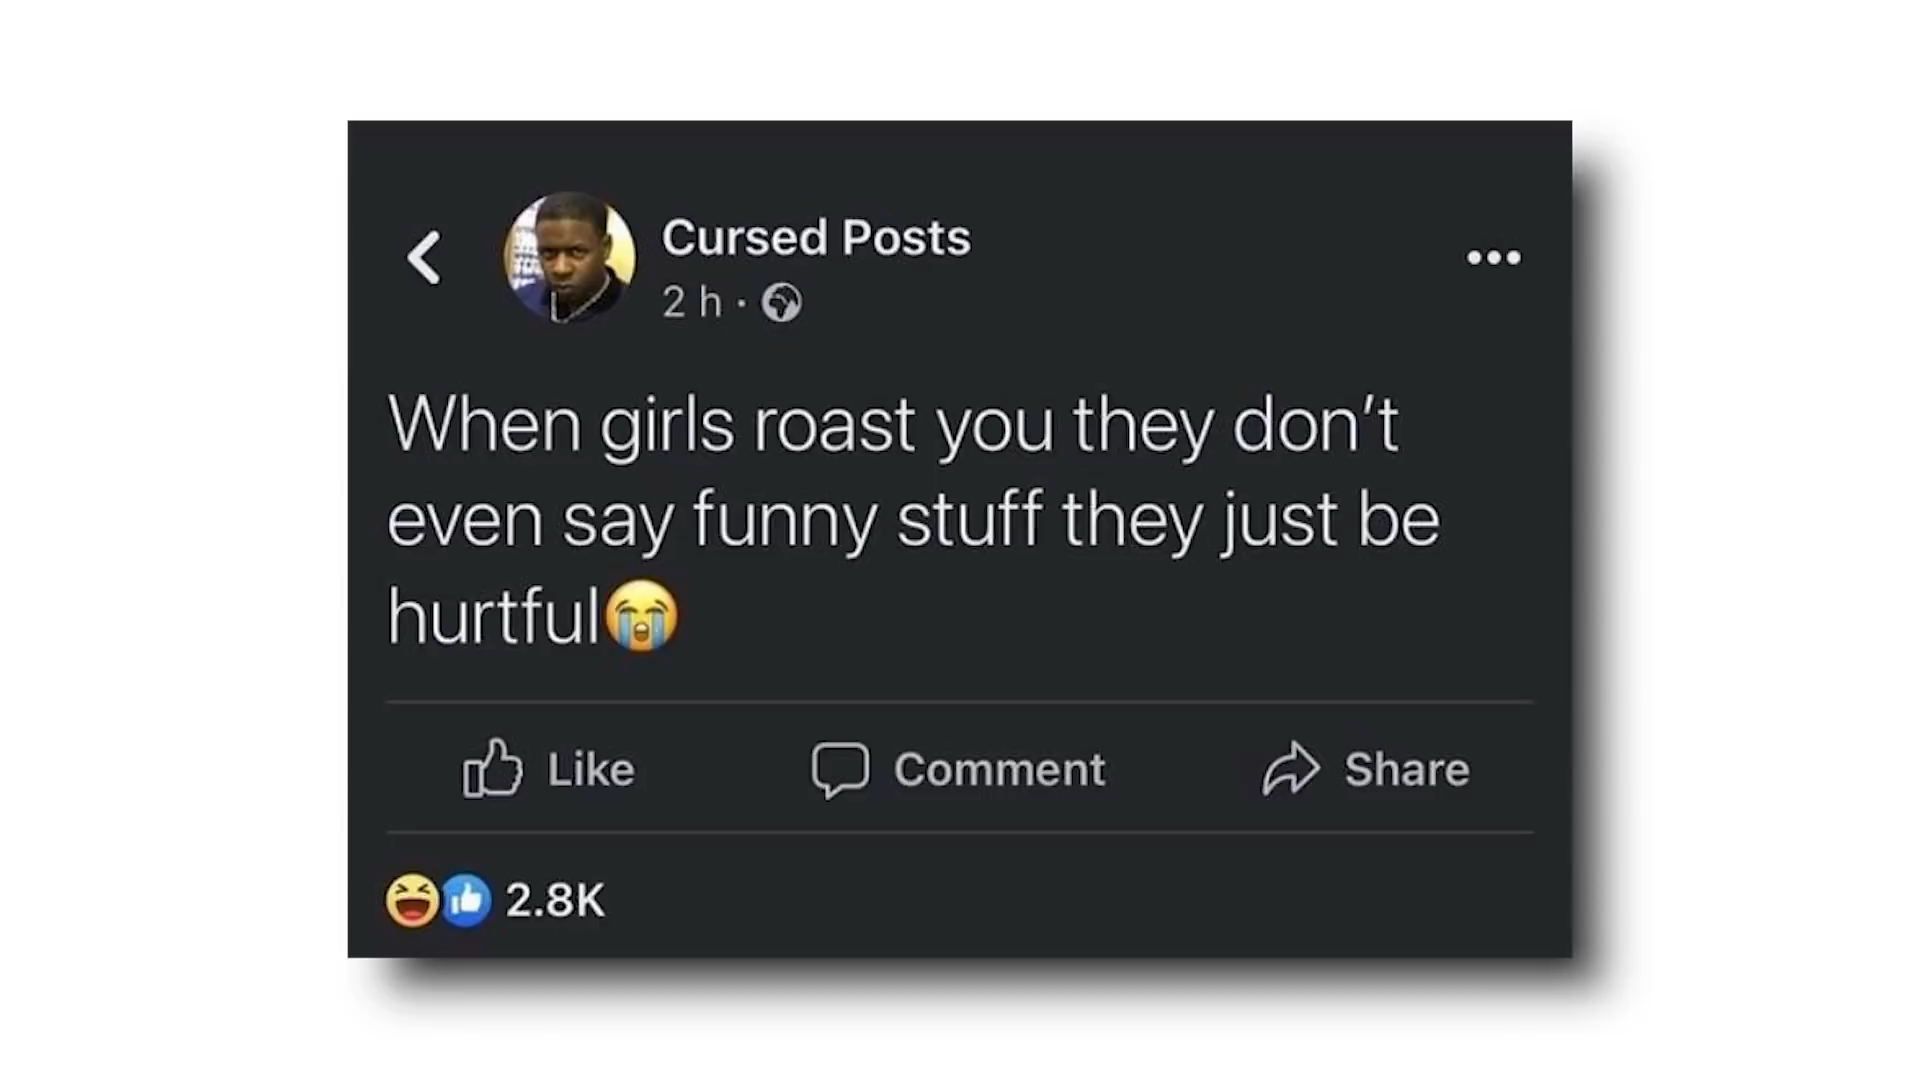 Cursed Posts
2 h ·
When girls roast you they don’t
even say funny stuff they just be
hurtful😭
Like
Comment
Share
2.8K